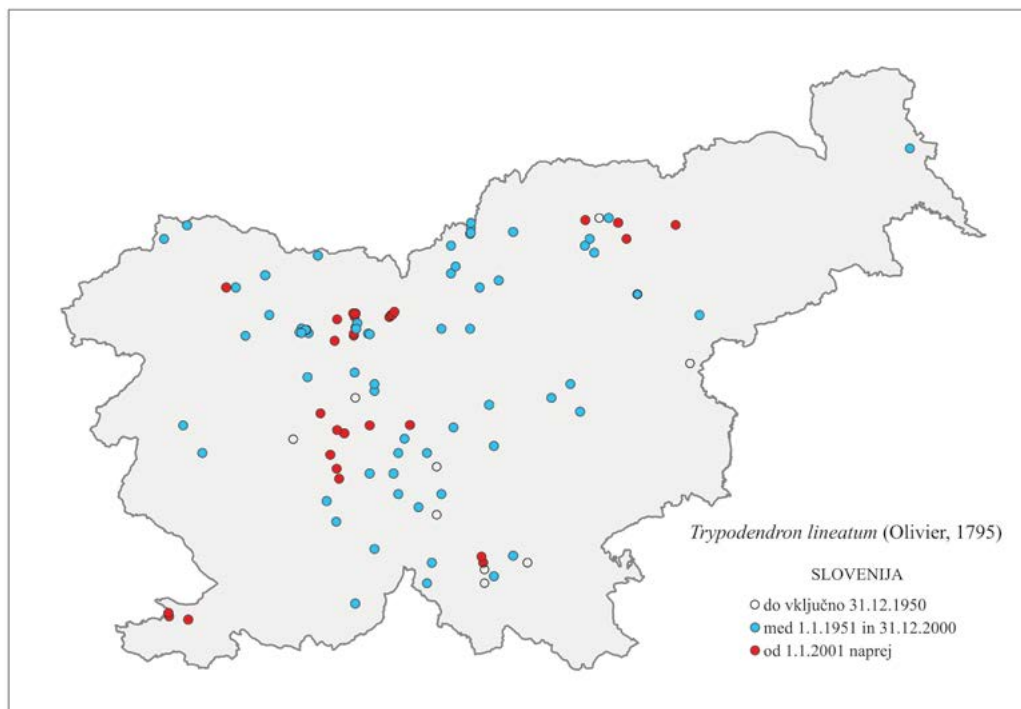 Trypodendron lineatum (Olivier, 1795)
SLOVENIJA
do vključno 31.12.1950
med 1.1.1951 in 31.12.2000
od 1.1.2001 naprej